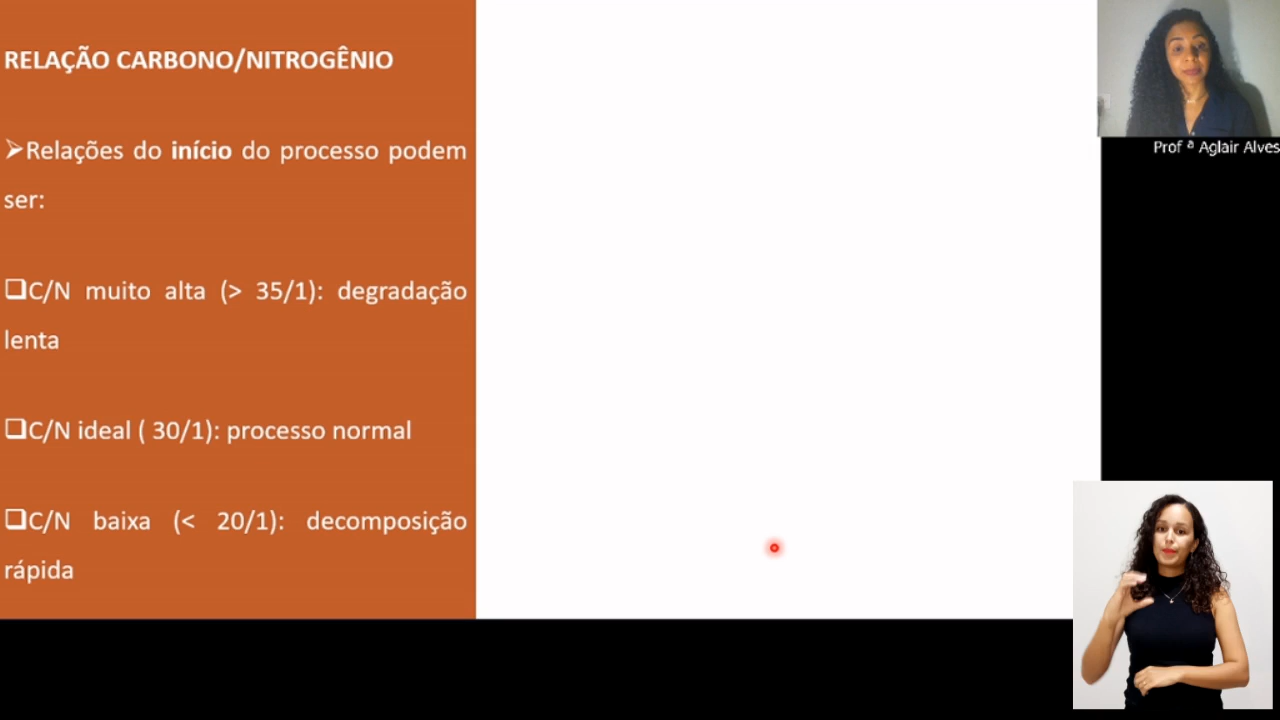 RELAÇÃO CARBONO/NITROGÊNIO
➢Relações do início do processo podem
ser:
❑C/N muito alta (> 35/1): degradação
lenta
❑C/N ideal ( 30/1): processo normal
❑C/N baixa (< 20/1): decomposição
rápida
Prof ª Aglair Alves